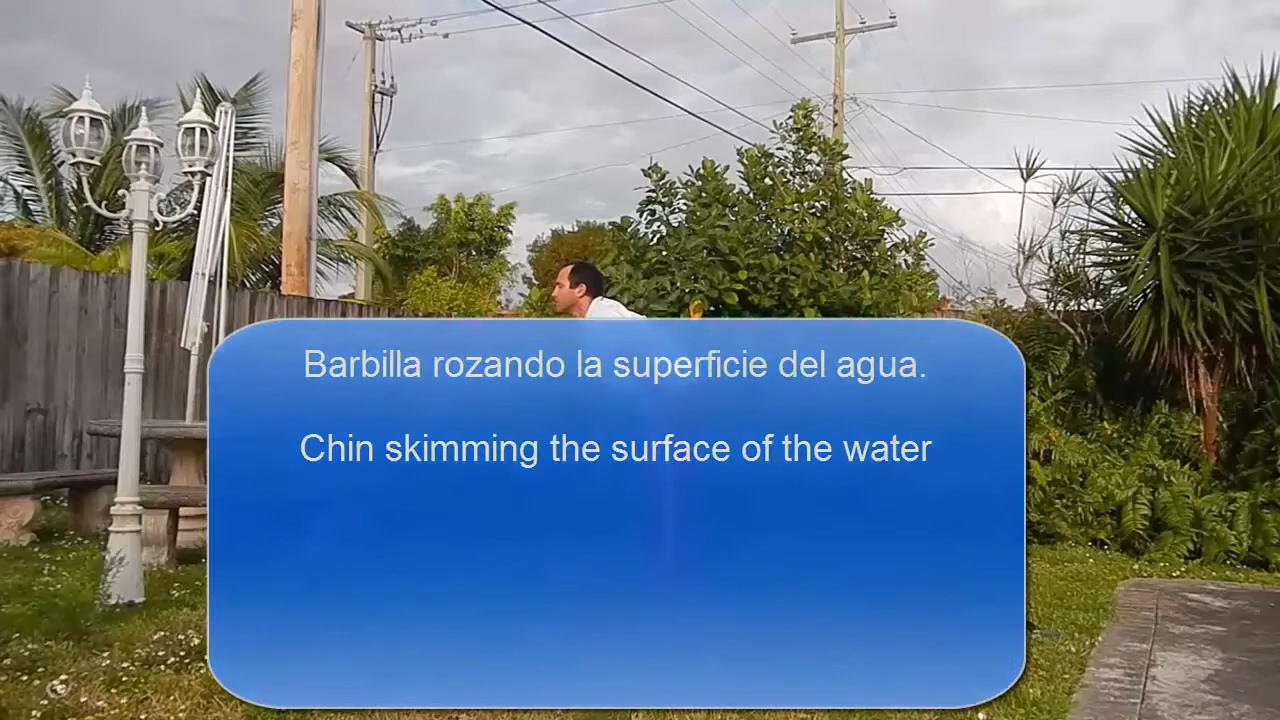 Barbilla rozando la superficie del agua.
Chin skimming the surface of the water